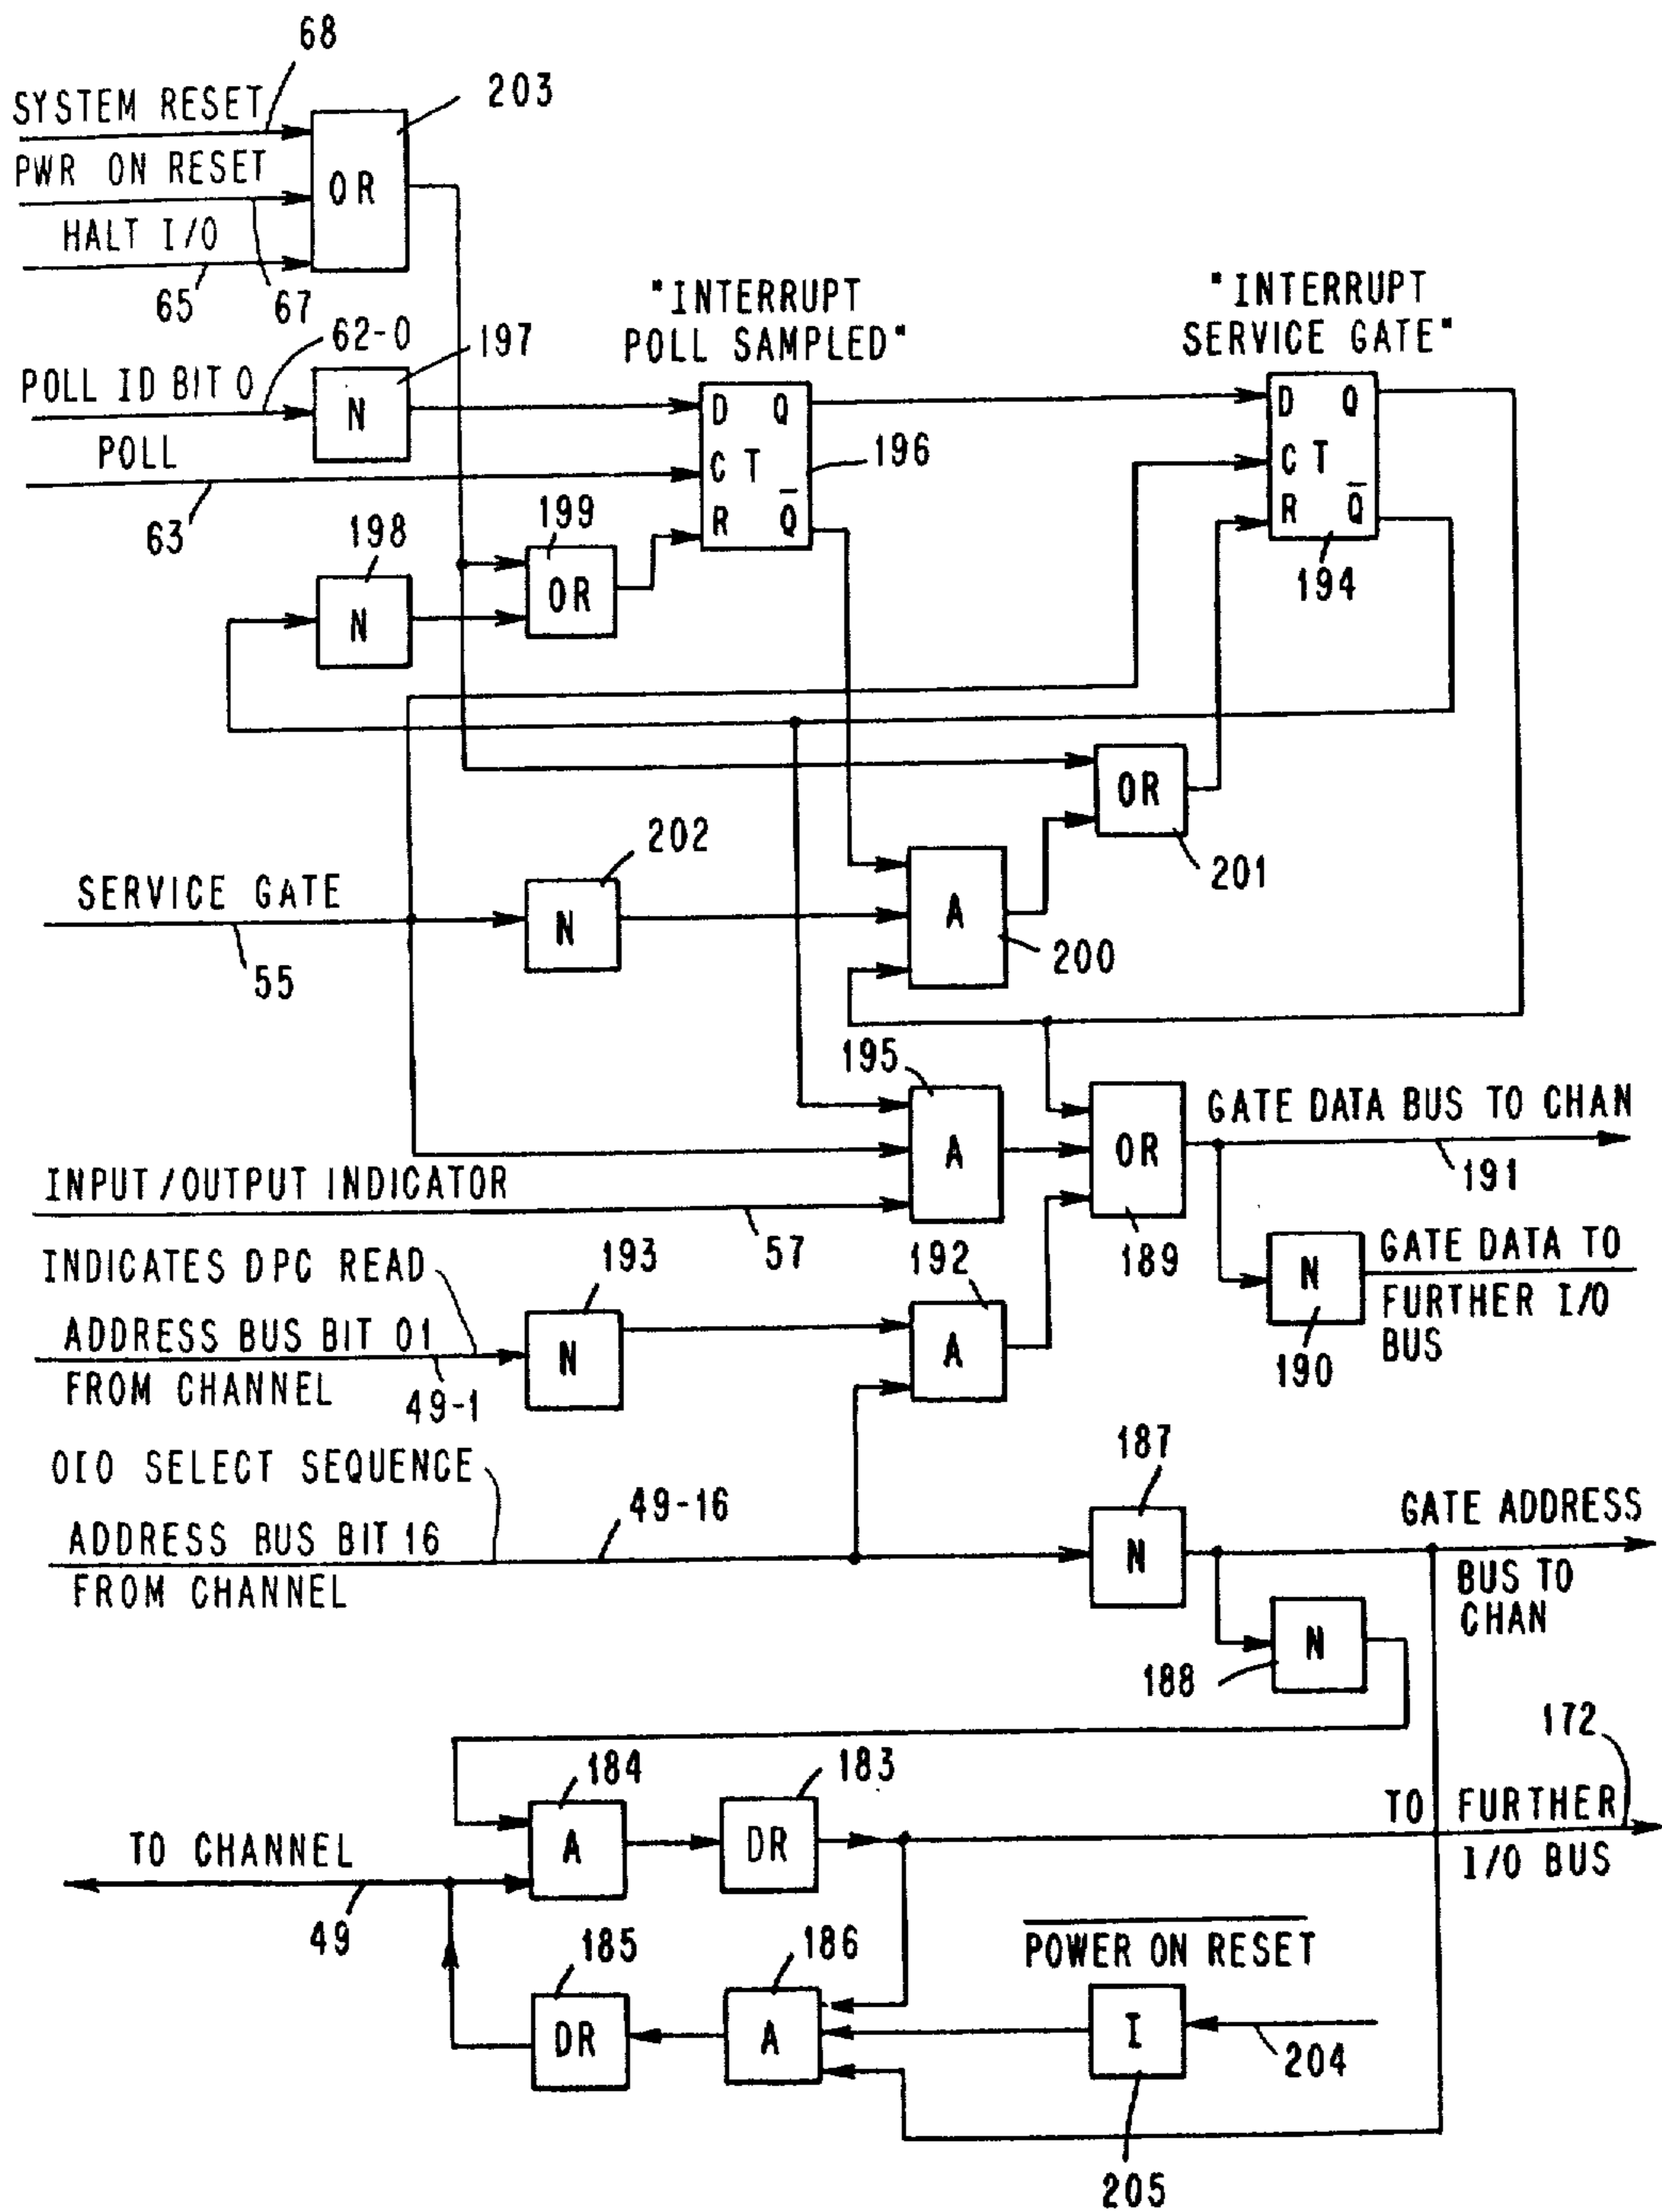 68
SYSTEM RESET
203
PWR ON RESET
OR
HALT I/O
65
67
"INTERRUPT
POLL SAMPLED"
"INTERRUPT
SERVICE GATE"
62-0
197
POLL ID BIT 0
N
D Q
C T
R Q
196
D Q
C T
R Q
194
POLL
63
198
N
199
OR
OR
201
202
SERVICE GATE
N
A
200
55
195
A
OR
189
GATE DATA BUS TO CHAN
191
INPUT/OUTPUT INDICATOR
57
N
190
GATE DATA TO
FURTHER I/O
BUS
INDICATES DPC READ
193
192
ADDRESS BUS BIT 01
FROM CHANNEL
49-1
N
A
OIO SELECT SEQUENCE
49-16
187
GATE ADDRESS
BUS TO
CHAN
ADDRESS BUS BIT 16
FROM CHANNEL
N
N
188
172
184
183
TO FURTHER
I/O BUS
TO CHANNEL
A
DR
49
185
186
POWER ON RESET
DR
A
I
204
205